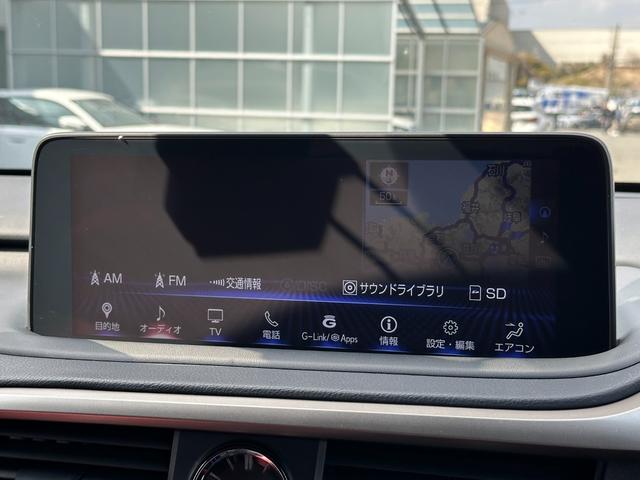 石川
N
AM
FM
交通情報
DISC
サウンドライブラリ
SD
目的地
オーディオ
TV
電話
G-Link/ Apps
情報
設定・編集
エアコン